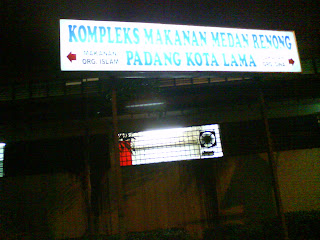 KOMPLEKS MAKANAN MEDAN RENONG
PADANG KOTA LAMA
MAKANAN
ORG. ISLAM